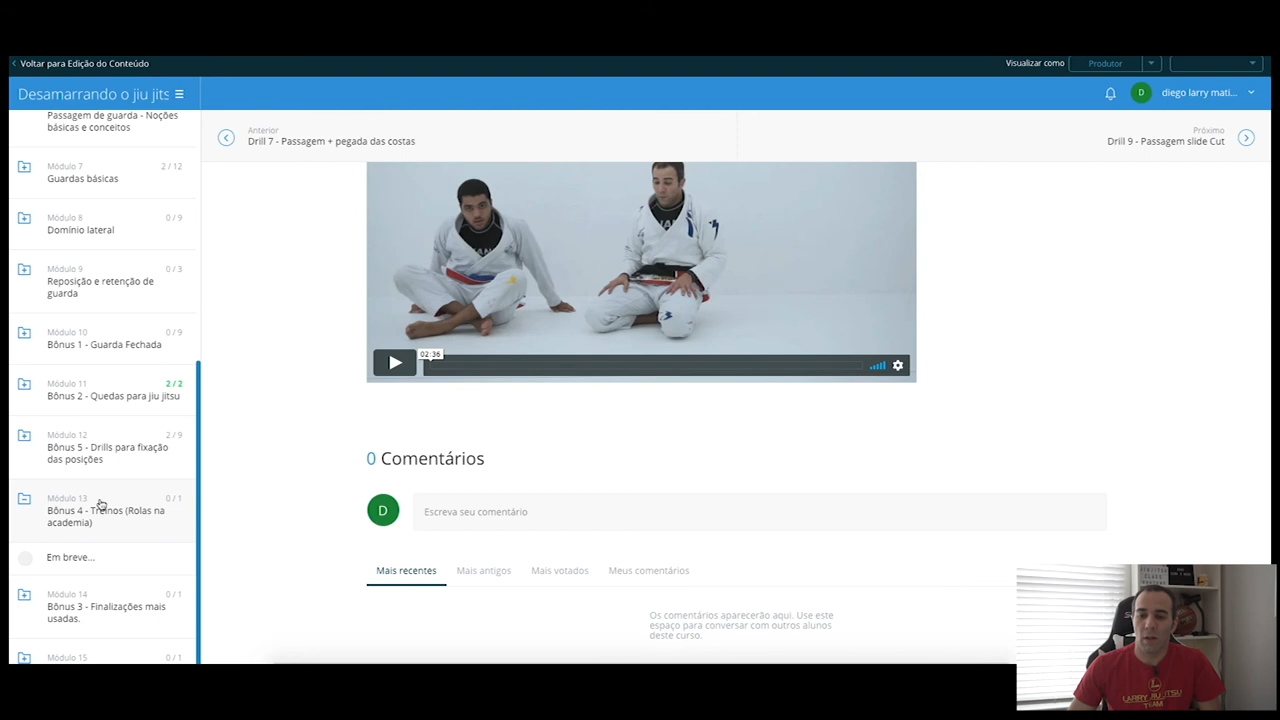 Voltar para Edição do Conteúdo
Visualizar como
Produtor
Desamarrando o jiu jits
D
diego larry mati...
Passagem de guarda - Noções
básicas e conceitos
Módulo 7
2 / 12
Guardas básicas
Módulo 8
0 / 9
Domínio lateral
Módulo 9
0 / 3
Reposição e retenção de
guarda
Módulo 10
0 / 9
Bônus 1 - Guarda Fechada
Módulo 11
2 / 2
Bônus 2 - Quedas para jiu jitsu
Módulo 12
2 / 9
Bônus 5 - Drills para fixação
das posições
Módulo 13
0 / 1
Bônus 4 - Treinos (Rolas na
academia)
Em breve...
Módulo 14
0 / 1
Bônus 3 - Finalizações mais
usadas.
Módulo 15
0 / 1
Anterior
Drill 7 - Passagem + pegada das costas
Próximo
Drill 9 - Passagem slide Cut
02:36
0 Comentários
D
Escreva seu comentário
Mais recentes
Mais antigos
Mais votados
Meus comentários
Os comentários aparecerão aqui. Use este
espaço para conversar com outros alunos
deste curso.
LARRY JIU JITSU
TEAM